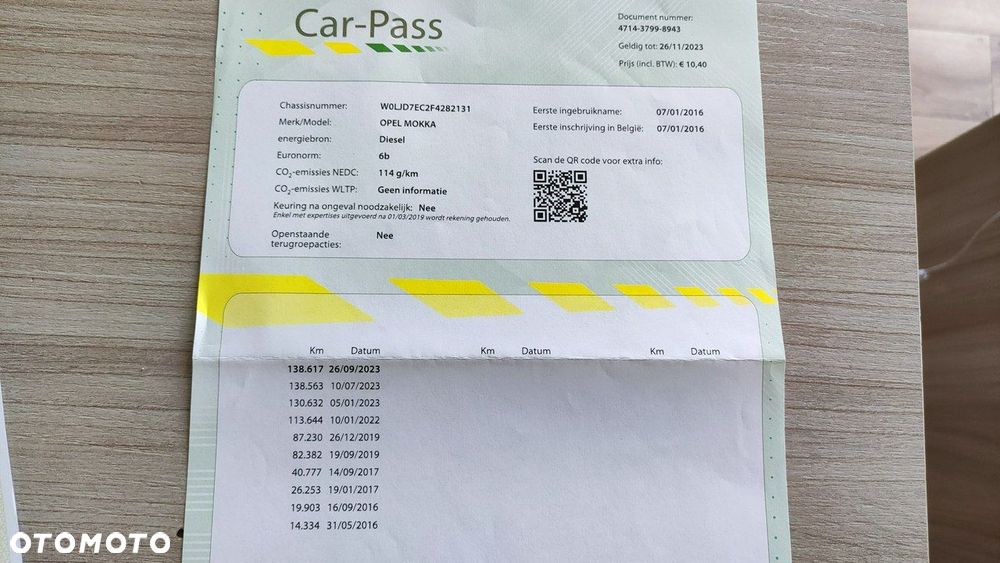 Car-Pass
Document nummer:
4714-3799-8943
Geldig tot: 26/11/2023
Prijs (incl. BTW): € 10,40
Chassisnummer: W0LJD7EC2F4282131
Merk/Model: OPEL MOKKA
energiebron: Diesel
Euronorm: 6b
CO2-emissies NEDC: 114 g/km
CO2-emissies WLTP: Geen informatie
Keuring na ongeval noodzakelijk: Nee
Enkel met expertises uitgevoerd na 01/03/2019 wordt rekening gehouden.
Openstaande
terugroepacties: Nee
Eerste ingebruikname: 07/01/2016
Eerste inschrijving in België: 07/01/2016
Scan de QR code voor extra info:
Km Datum Km Datum Km Datum
138.617 26/09/2023
138.563 10/07/2023
130.632 05/01/2023
113.644 10/01/2022
87.230 26/12/2019
82.382 19/09/2019
40.777 14/09/2017
26.253 19/01/2017
19.903 16/09/2016
14.334 31/05/2016
OTOMOTO